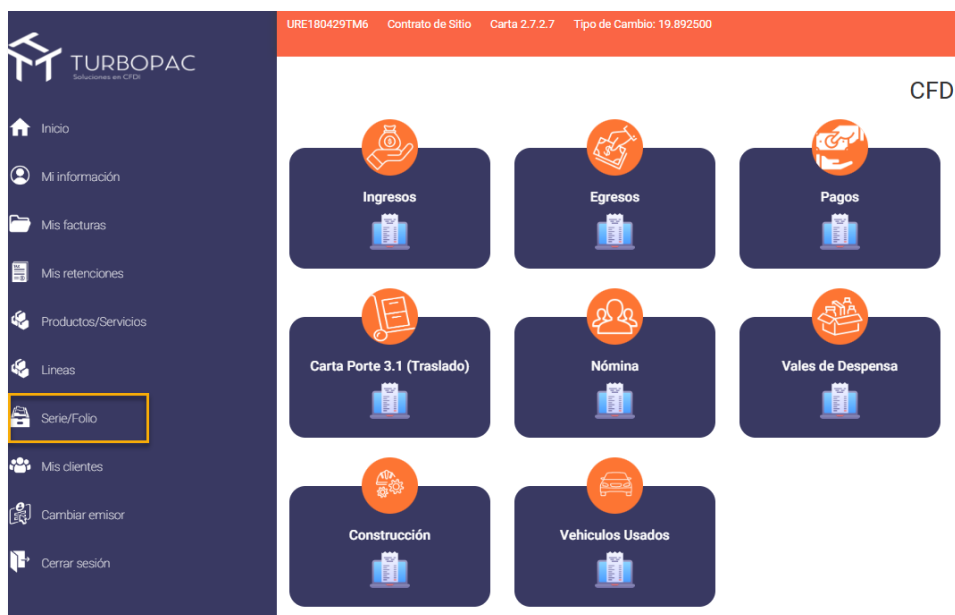 URE180429TM6 Contrato de Sitio Carta 2.7.2.7 Tipo de Cambio: 19.892500
TURBOPAC
Soluciones en CFDI
Inicio
Mi información
Mis facturas
Mis retenciones
Productos/Servicios
Lineas
Serie/Folio
Mis clientes
Cambiar emisor
Cerrar sesión
CFD
Ingresos
Egresos
Pagos
Carta Porte 3.1 (Traslado)
Nómina
Vales de Despensa
Construcción
Vehiculos Usados